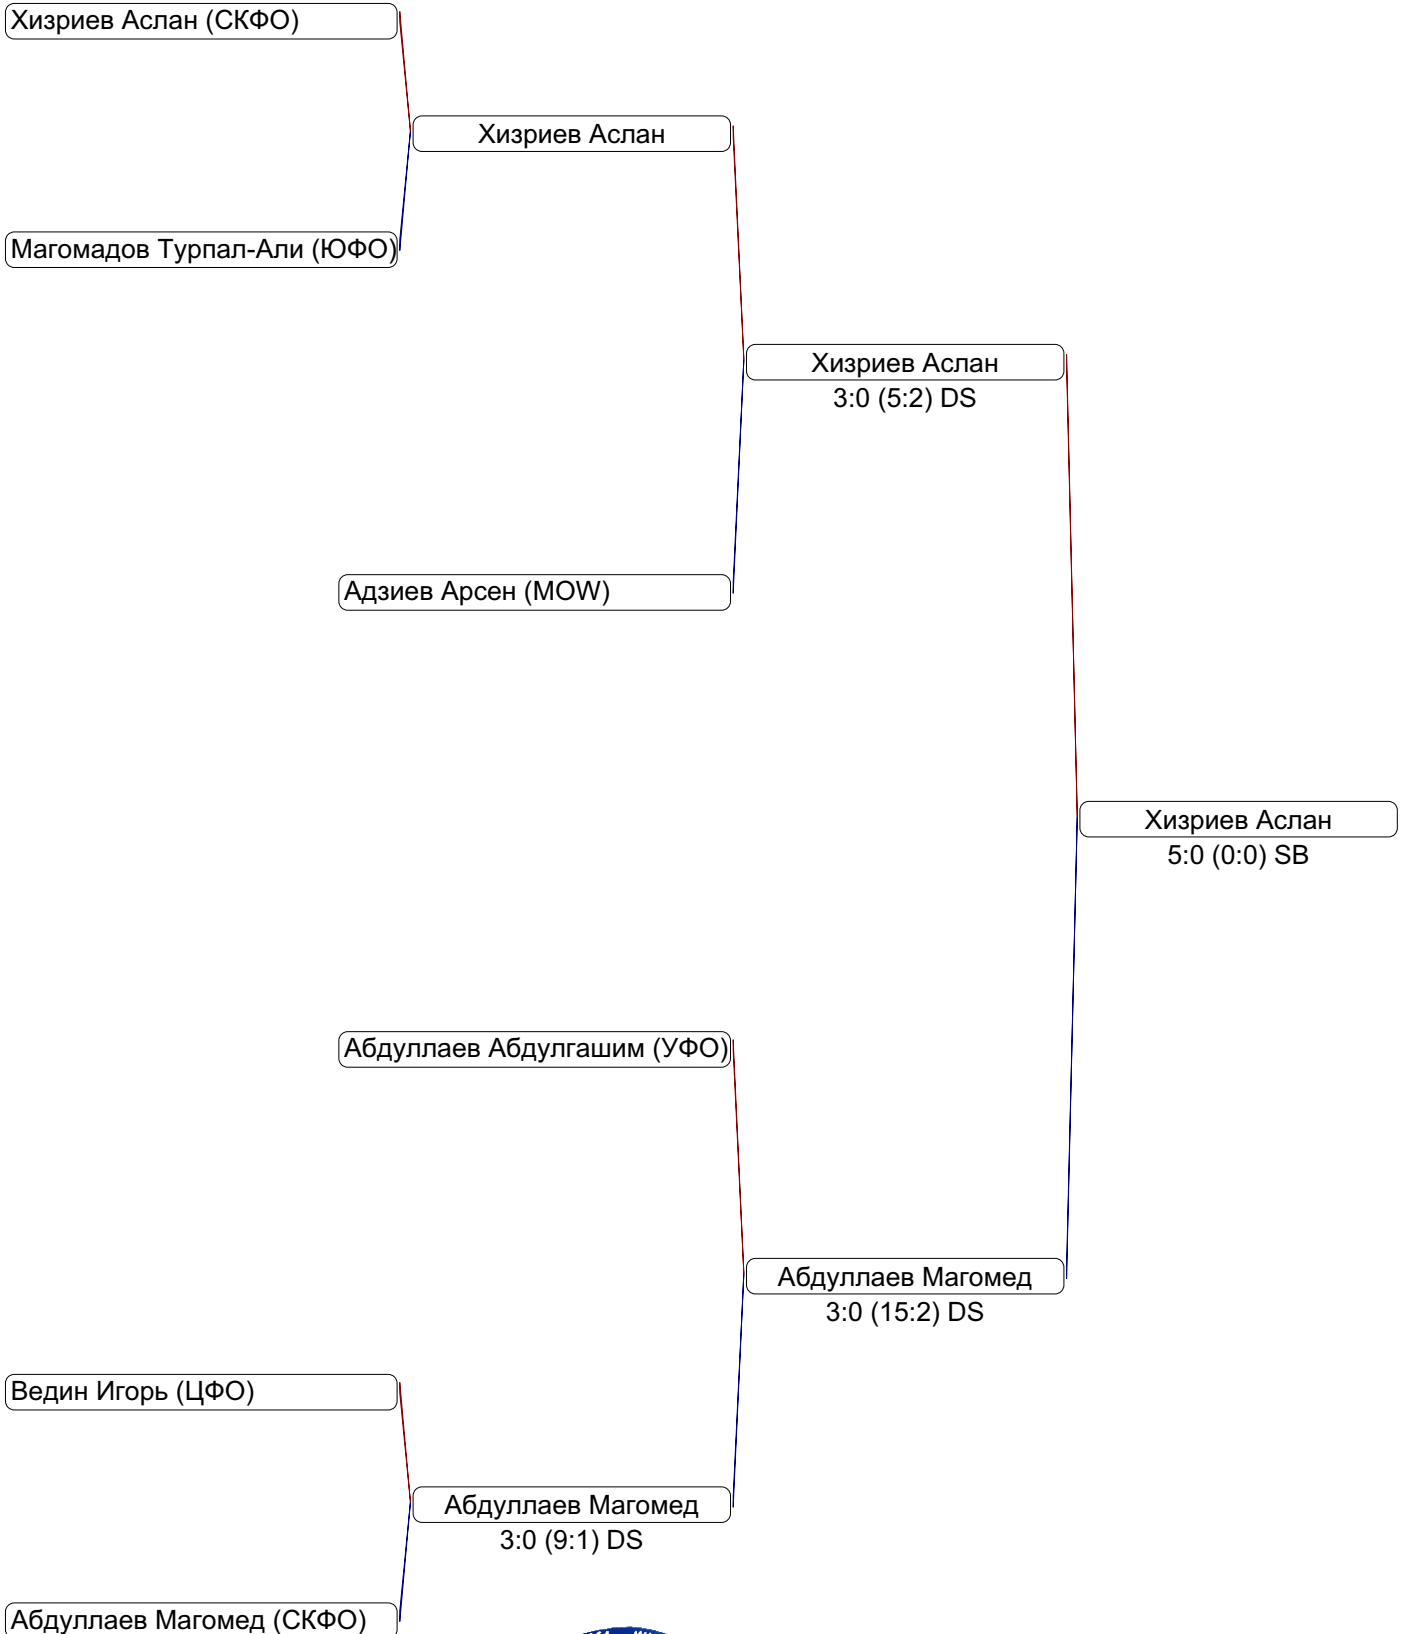 Хизриев Аслан (СКФО)
Хизриев Аслан
Магомадов Турпал-Али (ЮФО)
Хизриев Аслан
3:0 (5:2) DS
Адзиев Арсен (MOW)
Хизриев Аслан
5:0 (0:0) SB
Абдуллаев Абдулгашим (УФО)
Абдуллаев Магомед
3:0 (15:2) DS
Ведин Игорь (ЦФО)
Абдуллаев Магомед
3:0 (9:1) DS
Абдуллаев Магомед (СКФО)